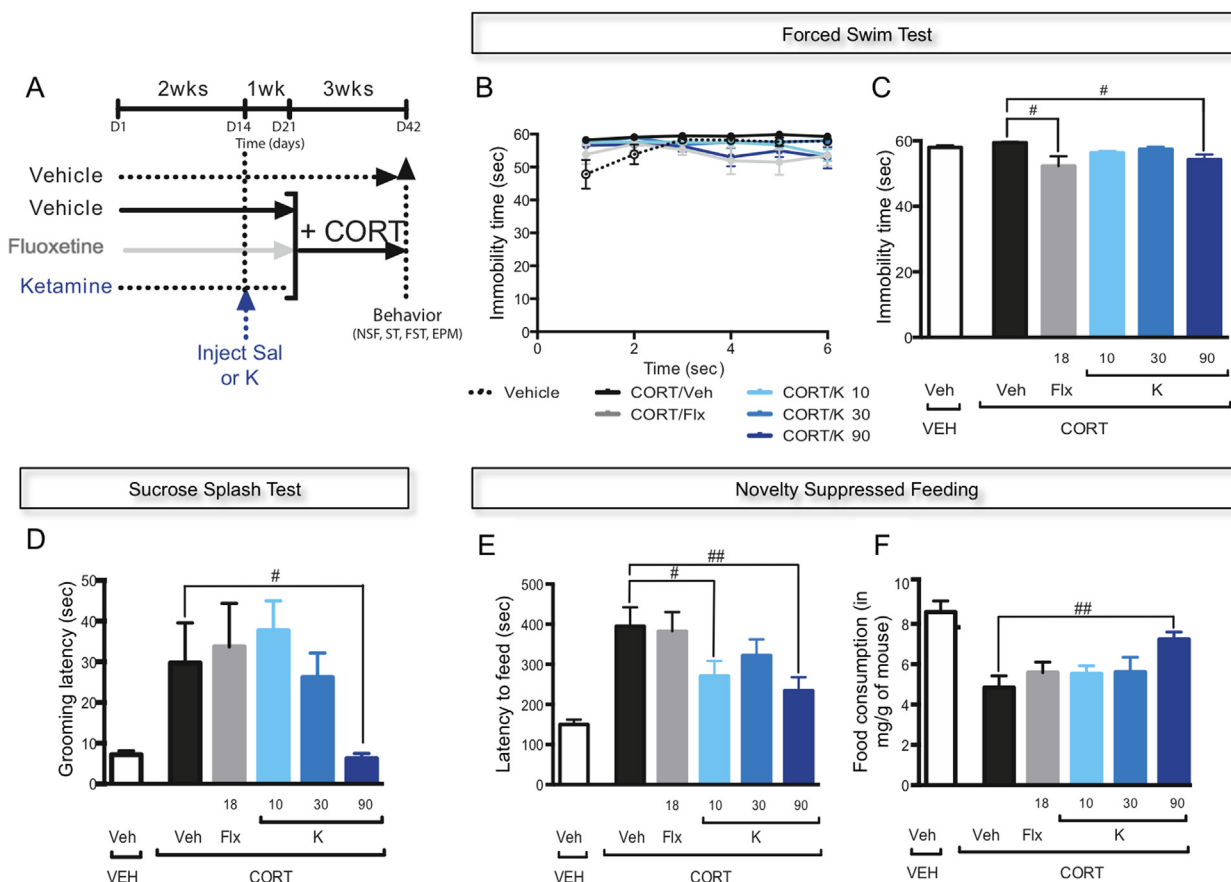 Forced Swim Test
A
2wks 1wk 3wks
D1 D14 D21 D42
Time (days)
Vehicle
Vehicle
+ CORT
Fluoxetine
Ketamine
Behavior
(NSF, ST, FST, EPM)
Inject Sal
or K
B
Immobility time (sec)
60
40
20
0
0 2 4 6
Time (sec)
Vehicle
CORT/Veh
CORT/Flx
CORT/K 10
CORT/K 30
CORT/K 90
C
Immobility time (sec)
80
60
60
20
0
#
#
18 10 30 90
Veh Veh Flx K
VEH CORT
Sucrose Splash Test
D
Grooming latency (sec)
50
40
30
20
10
0
#
18 10 30 90
Veh Veh Flx K
VEH CORT
Novelty Suppressed Feeding
E
Latency to feed (sec)
500
400
300
200
100
0
##
#
18 10 30 90
Veh Veh Flx K
VEH CORT
F
Food consumption (in
mg/g of mouse)
10
8
6
4
2
0
##
18 10 30 90
Veh Veh Flx K
VEH CORT